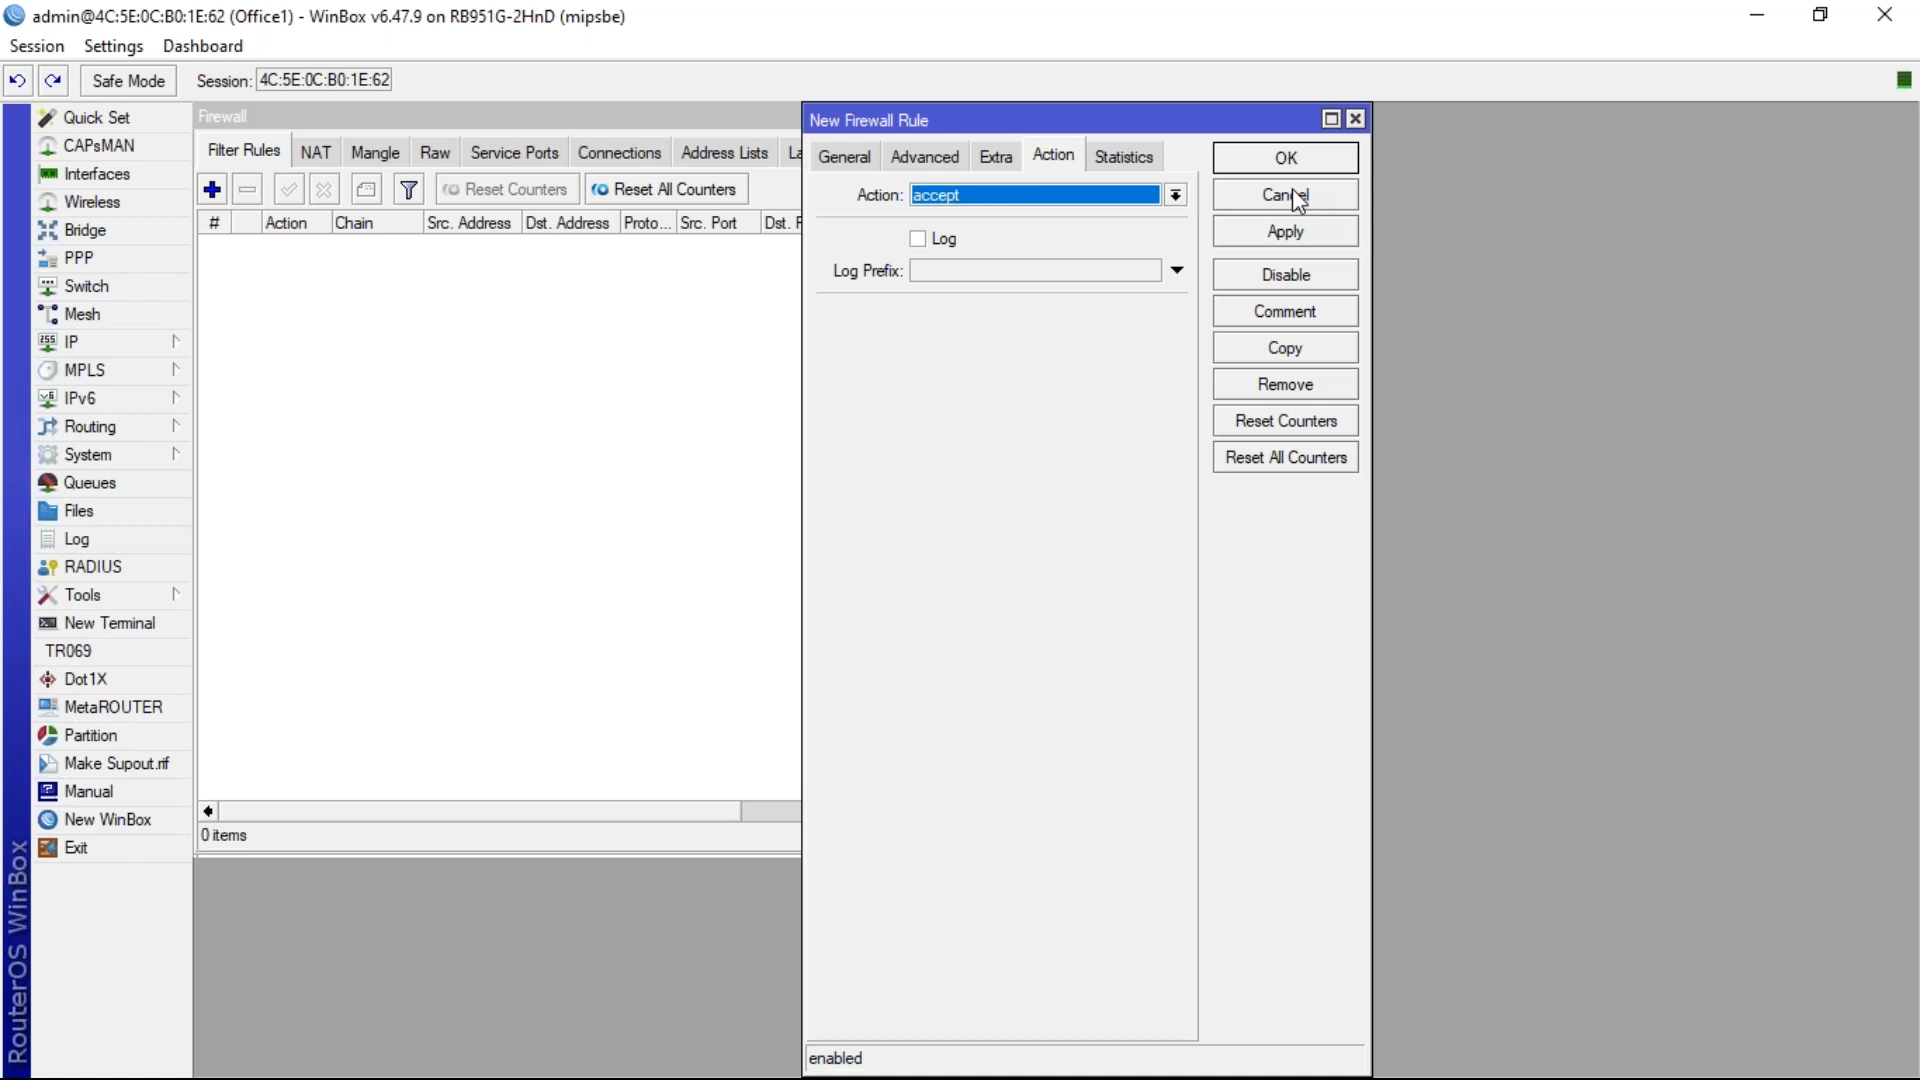 admin@4C:5E:0C:B0:1E:62 (Office1) - WinBox v6.47.9 on RB951G-2HnD (mipsbe)
Session Settings Dashboard
Safe Mode Session: 4C:5E:0C:B0:1E:62
Quick Set
CAPsMAN
Interfaces
Wireless
Bridge
PPP
Switch
Mesh
IP
MPLS
IPv6
Routing
System
Queues
Files
Log
RADIUS
Tools
New Terminal
TR069
Dot1X
MetaROUTER
Partition
Make Supout.rif
Manual
New WinBox
Exit
RouterOS WinBox
Firewall
Filter Rules NAT Mangle Raw Service Ports Connections Address Lists La
Reset Counters Reset All Counters
# Action Chain Src. Address Dst. Address Proto... Src. Port Dst. P
0 items
New Firewall Rule
General Advanced Extra Action Statistics
Action: accept
Log
Log Prefix:
OK
Cancel
Apply
Disable
Comment
Copy
Remove
Reset Counters
Reset All Counters
enabled